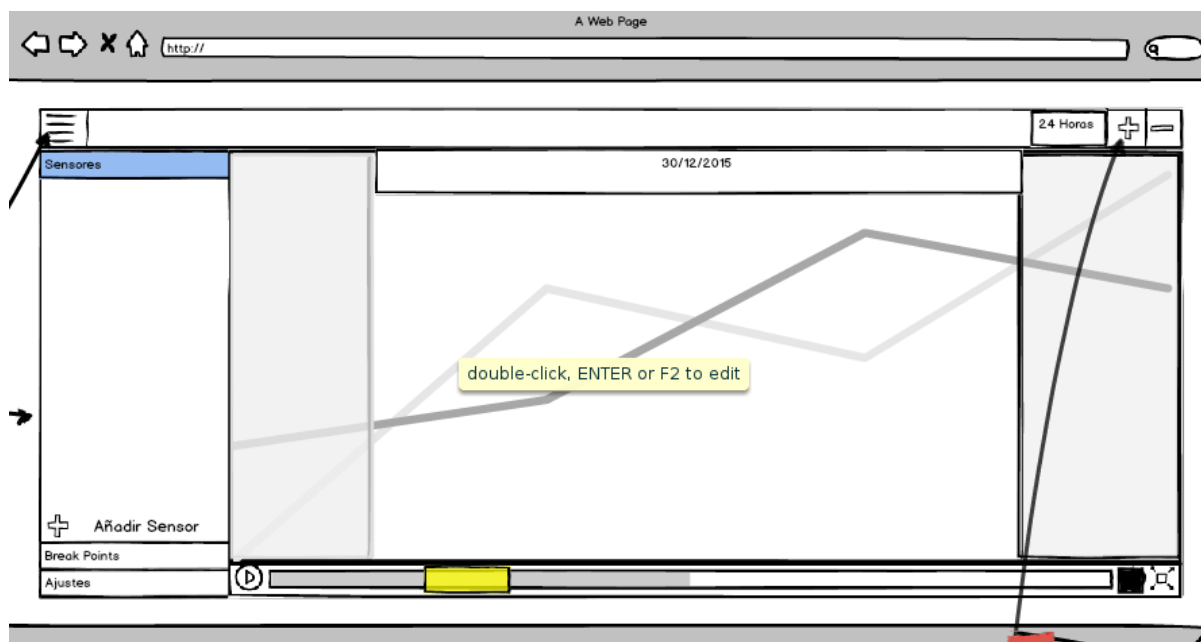 A Web Page
http://
24 Horas
Sensores
30/12/2015
double-click, ENTER or F2 to edit
Añadir Sensor
Break Points
Ajustes